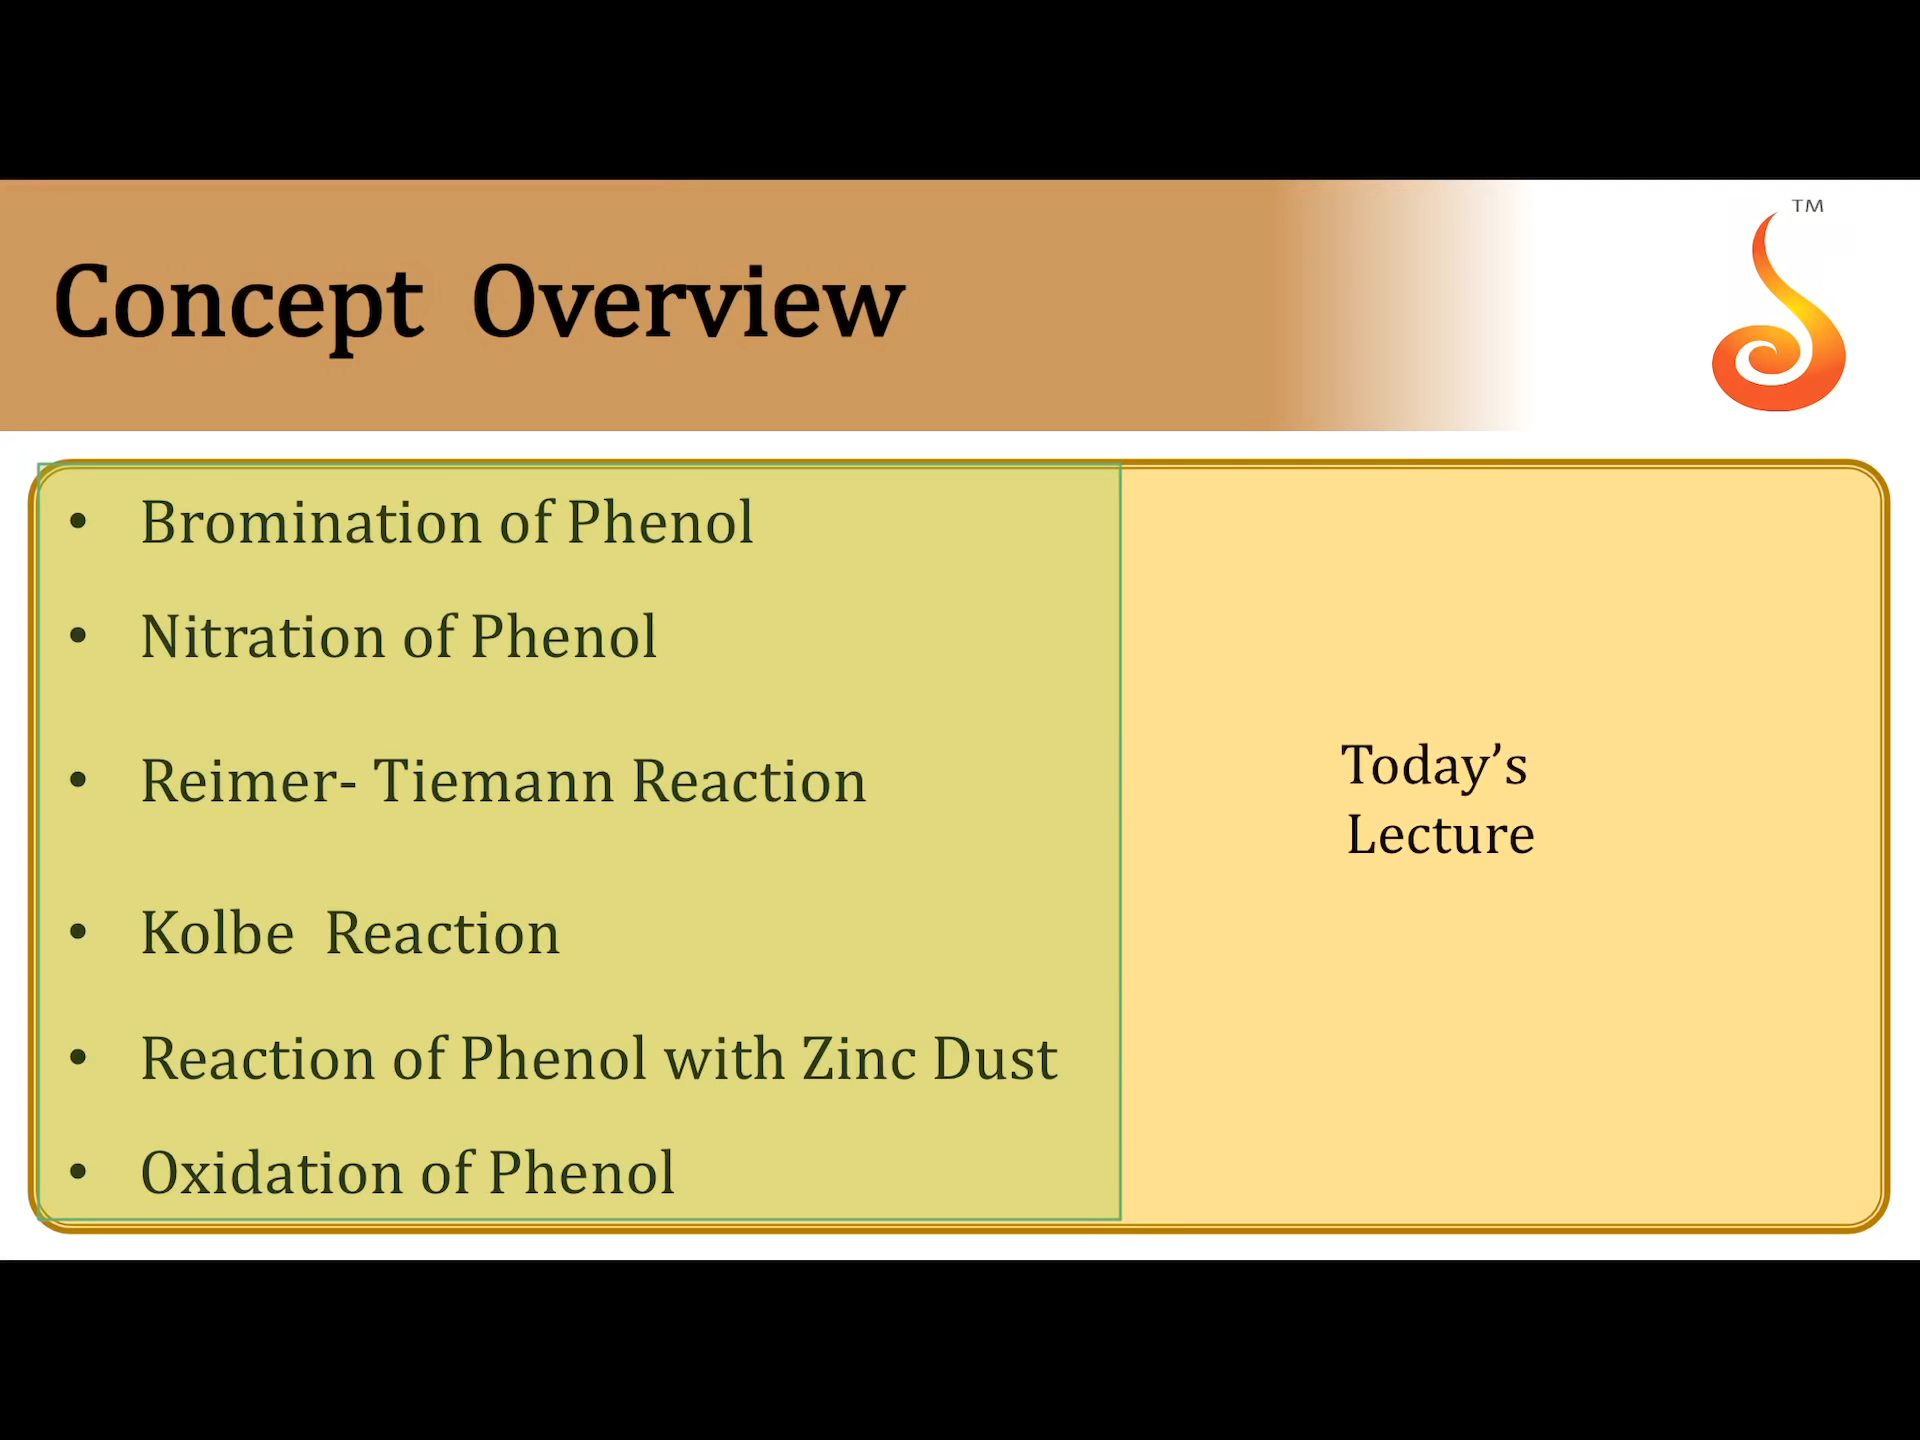 TM
Concept Overview
• Bromination of Phenol
• Nitration of Phenol
• Reimer- Tiemann Reaction
• Kolbe Reaction
• Reaction of Phenol with Zinc Dust
• Oxidation of Phenol
Today’s
Lecture